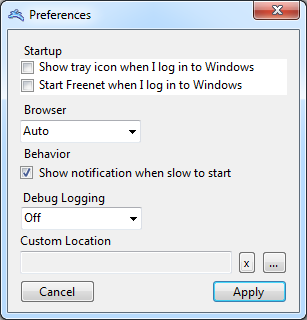 Preferences
Startup
Show tray icon when I log in to Windows
Start Freenet when I log in to Windows
Browser
Auto
Behavior
Show notification when slow to start
Debug Logging
Off
Custom Location
x ...
Cancel Apply